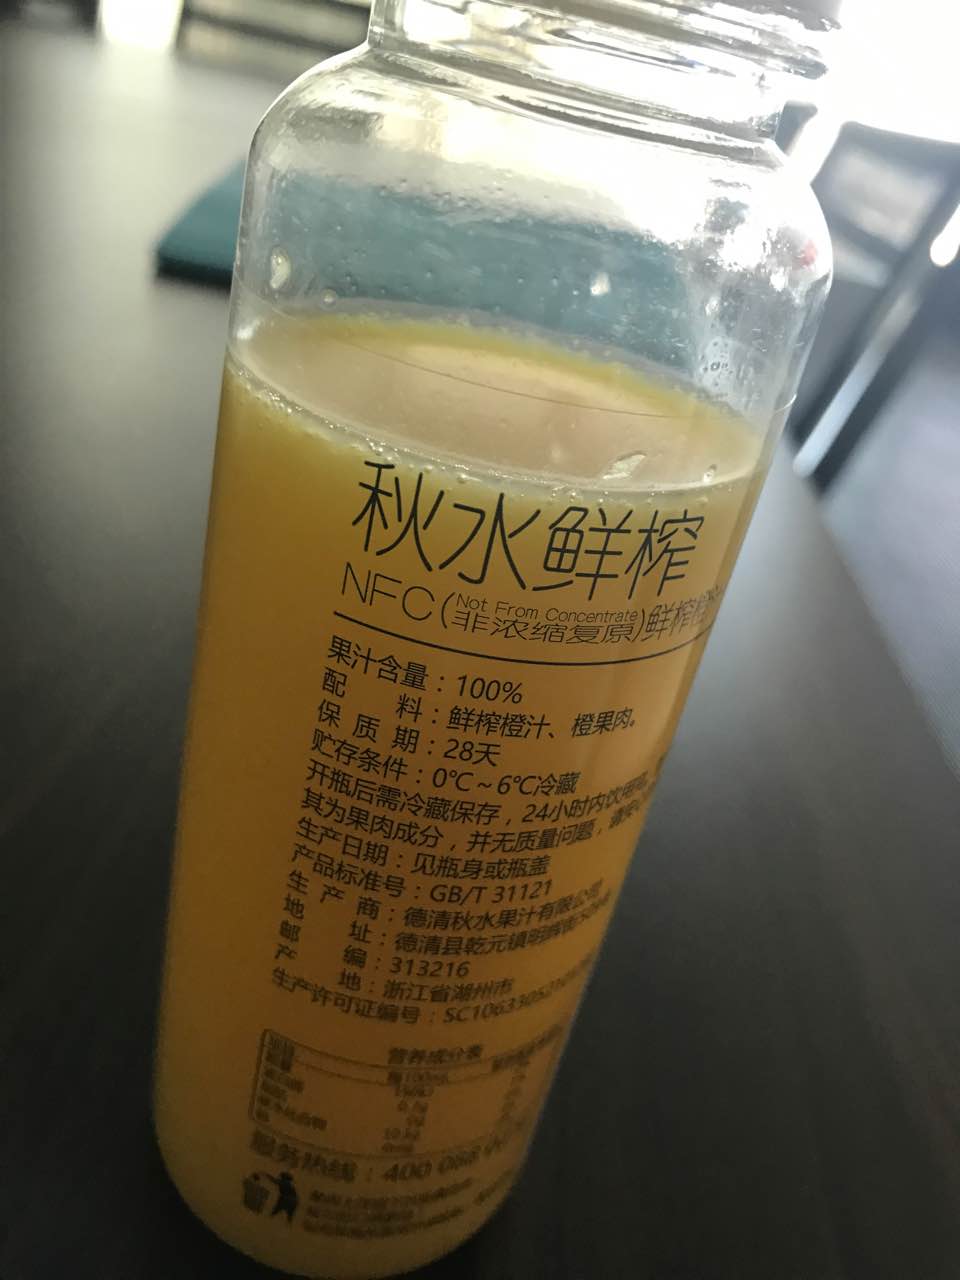 秋水鲜榨
NFC(Not From Concentrate 非浓缩复原)鲜榨橙
果汁含量：100%
配 料：鲜榨橙汁、橙果肉。
保 质 期：28天
贮存条件：0℃～6℃冷藏
开瓶后需冷藏保存，24小时内饮用
其为果肉成分，并无质量问题，请
生产日期：见瓶身或瓶盖
产品标准号：GB/T 31121
生 产 商：德清秋水果汁有限公司
地 址：德清县乾元镇明辉街
邮 编：313216
产 地：浙江省湖州市
生产许可证编号：SC106330521
营养成分表
服务热线：400 088